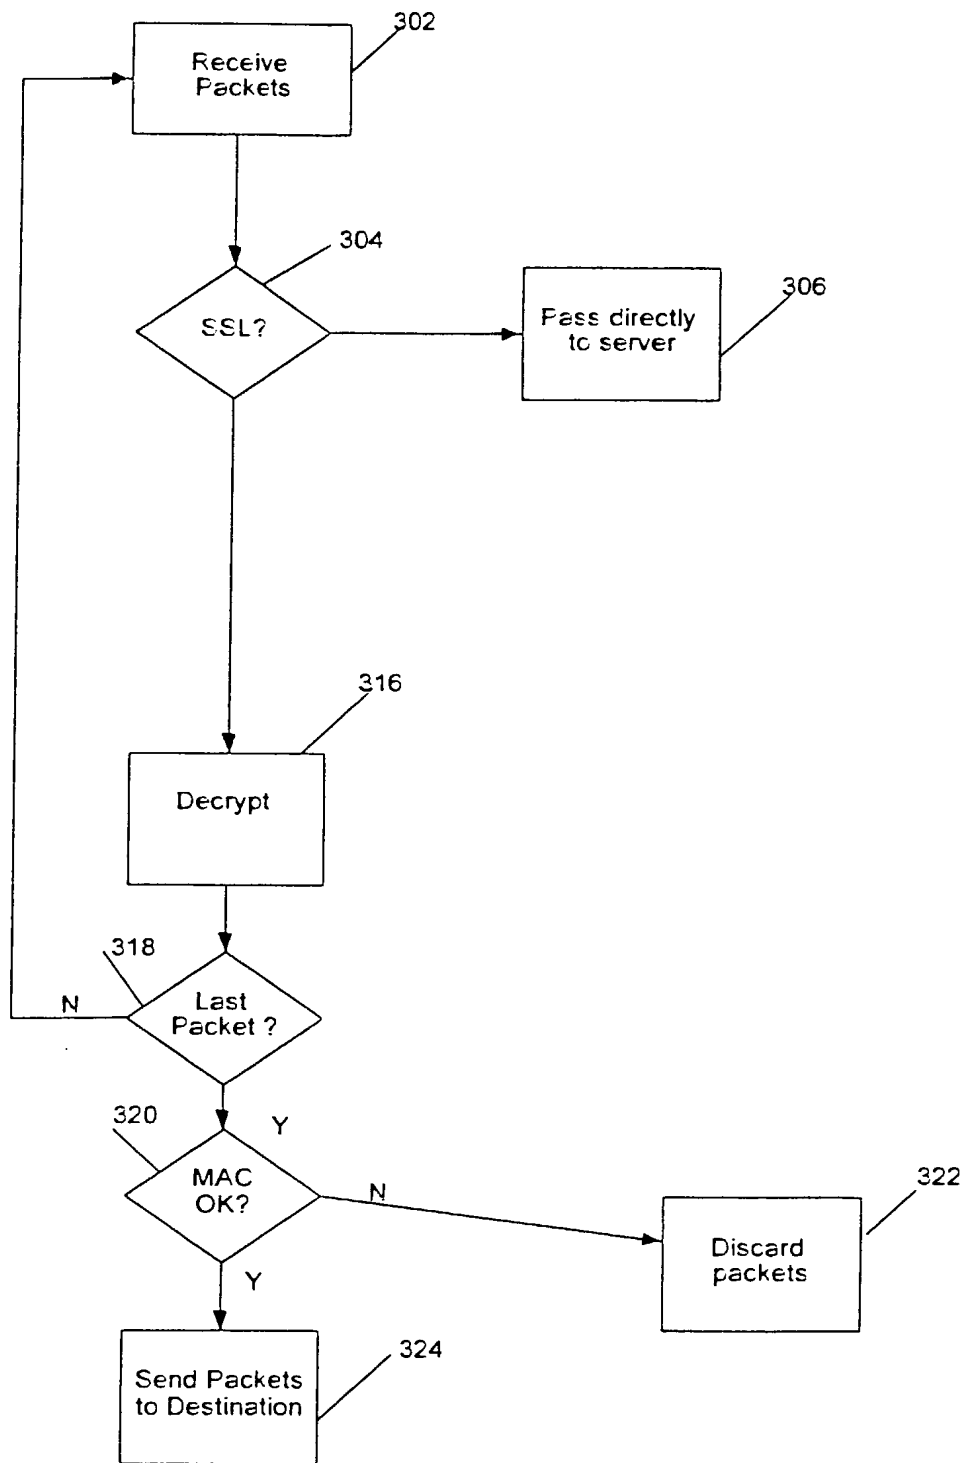 302
Receive
Packets
304
SSL?
306
Pass directly
to server
316
Decrypt
318
N
Last
Packet ?
320
Y
MAC
OK?
N
322
Discard
packets
Y
324
Send Packets
to Destination